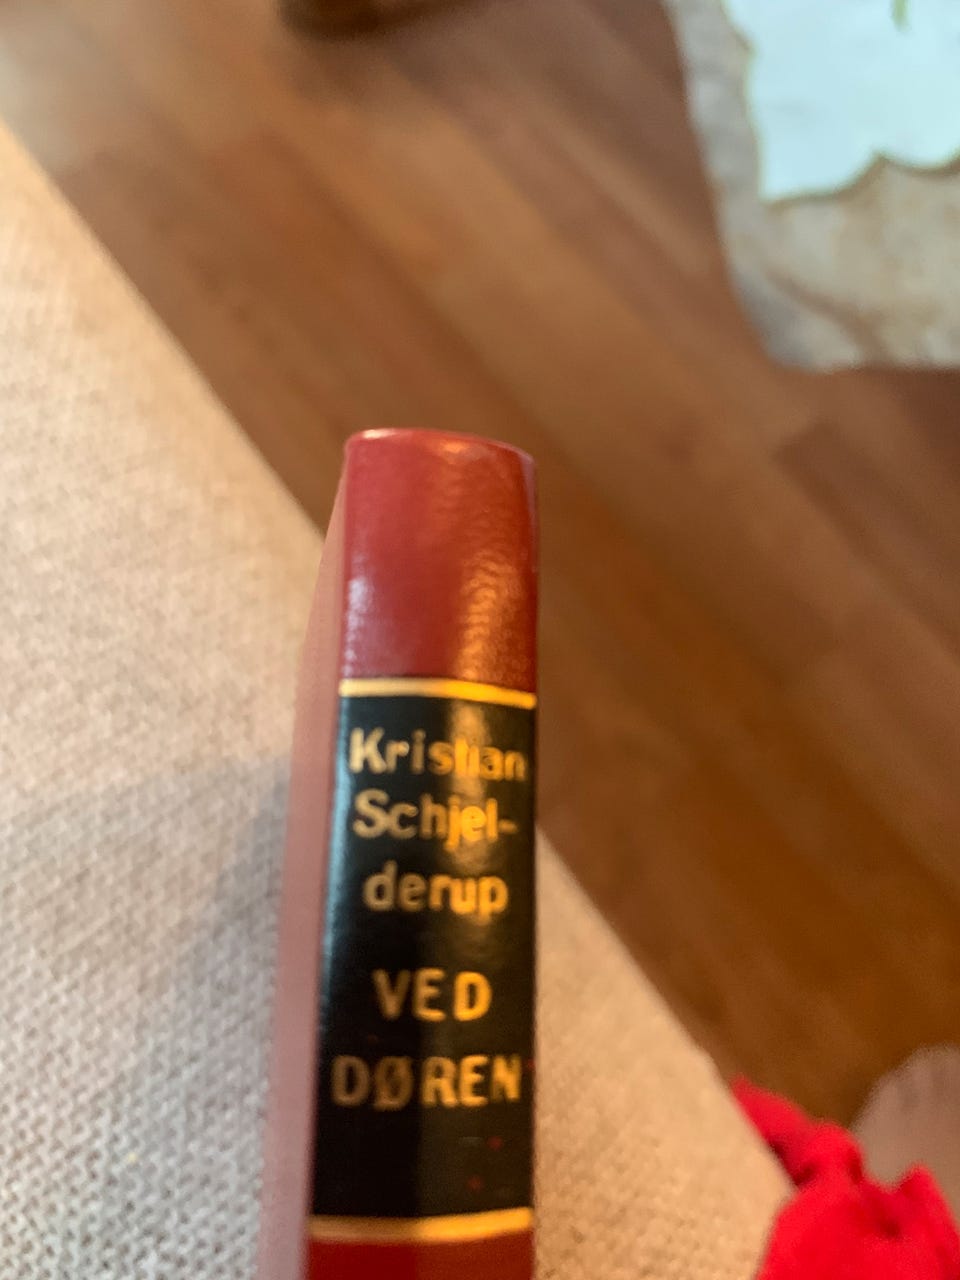 Kristian
Schjel-
derup
VED
DØREN